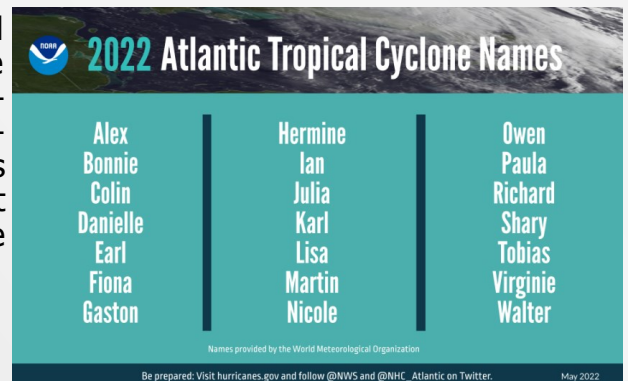 NOAA
2022 Atlantic Tropical Cyclone Names
Alex
Bonnie
Colin
Danielle
Earl
Fiona
Gaston
Hermine
Ian
Julia
Karl
Lisa
Martin
Nicole
Owen
Paula
Richard
Shary
Tobias
Virginie
Walter
Names provided by the World Meteorological Organization
Be prepared: Visit hurricanes.gov and follow @NWS and @NHC_Atlantic on Twitter. May 2022